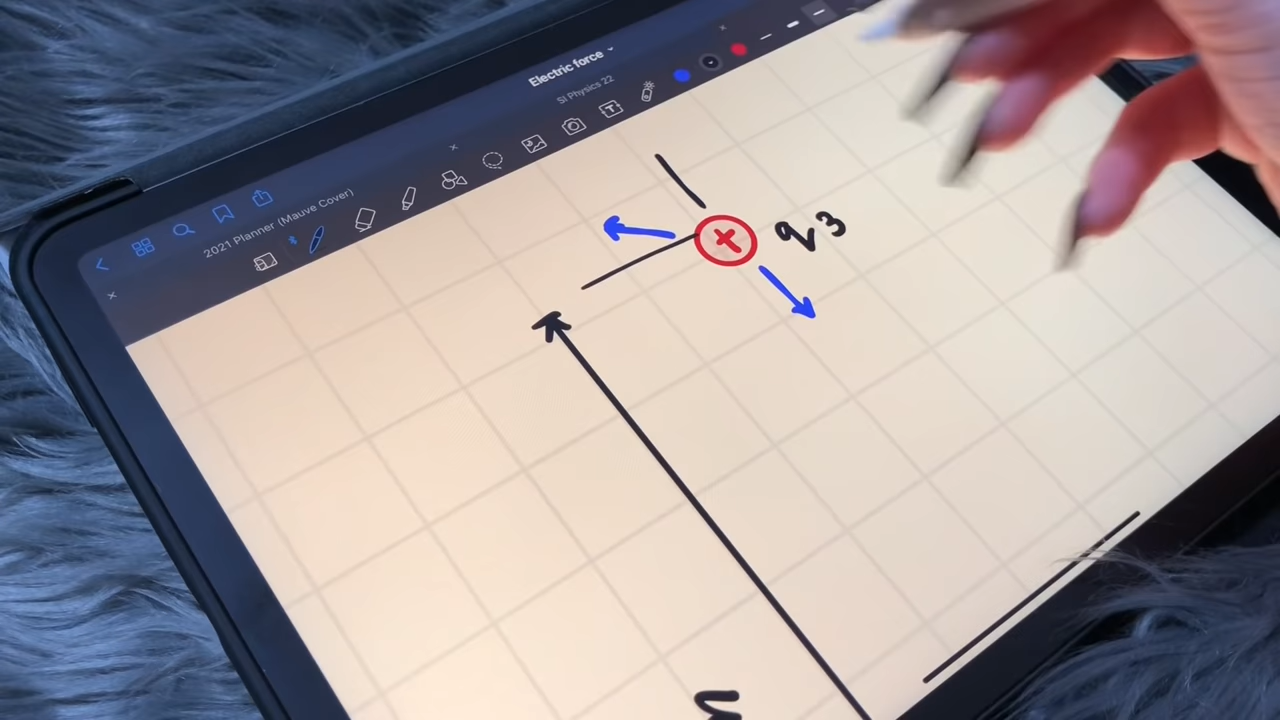 Electric force
SI Physics 22
2021 Planner (Mauve Cover)
T
+ q3